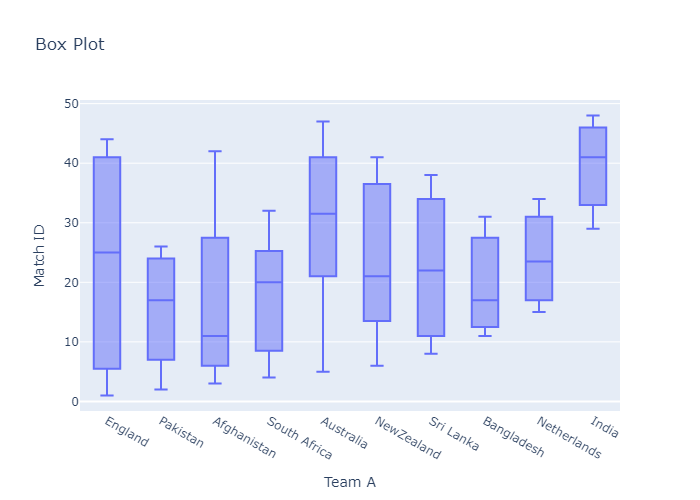 Box Plot
50
40
30
20
10
0
Match ID
England
Pakistan
Afghanistan
South Africa
Australia
NewZealand
Sri Lanka
Bangladesh
Netherlands
India
Team A